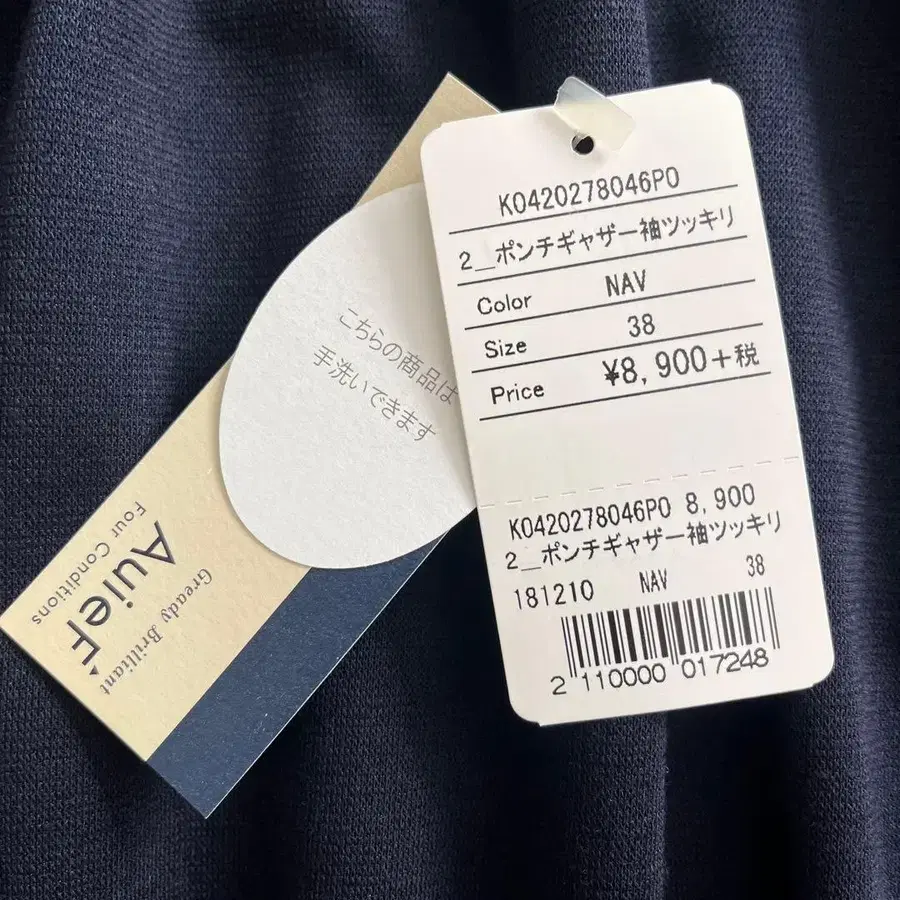 K0420278046P0
2_ポンチギャザー袖ツッキリ
Color NAV
Size 38
Price ¥8,900+税
K0420278046P0 8,900
2_ポンチギャザー袖ツッキリ
181210 NAV 38
2 110000 017248
こちらの商品は
手洗いできます
Gready Brilliant
AuieF
Four Conditions